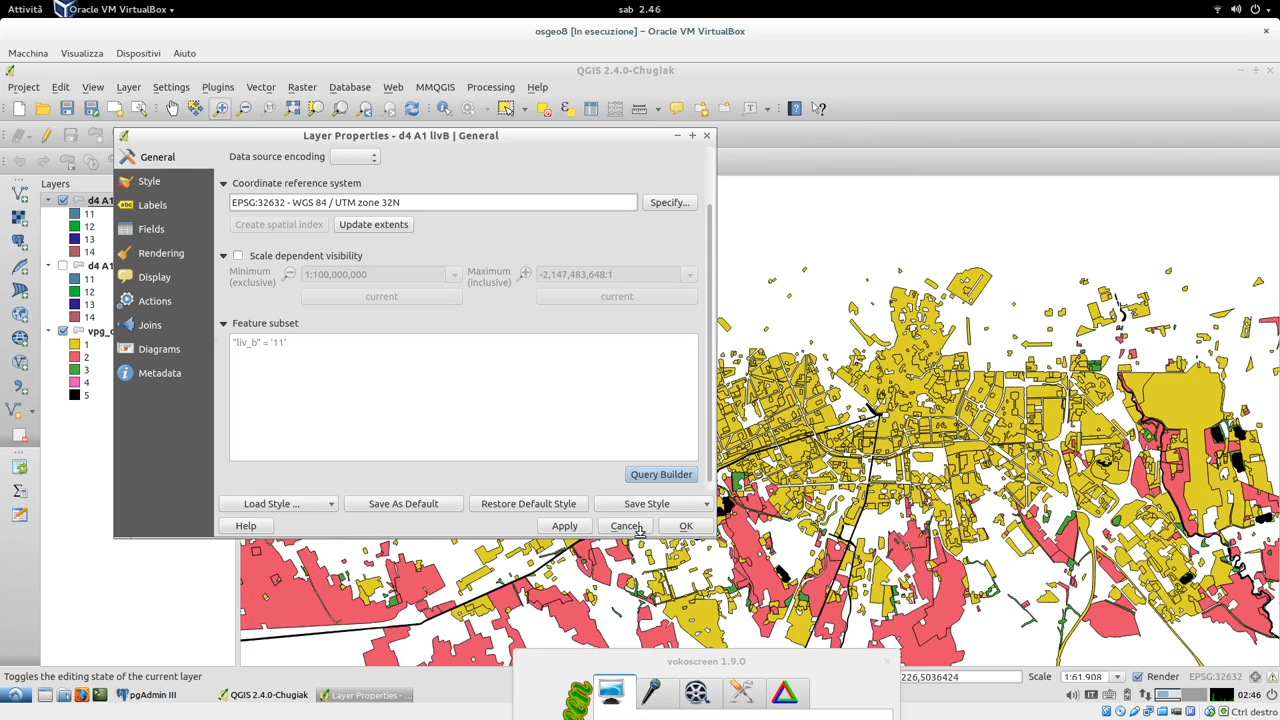 Attività
Oracle VM VirtualBox
sab 2.46
osgeo8 [In esecuzione] – Oracle VM VirtualBox
Macchina Visualizza Dispositivi Aiuto
QGIS 2.4.0-Chugiak
Project Edit View Layer Settings Plugins Vector Raster Database Web MMQGIS Processing Help
Layer Properties - d4 A1 livB | General
General
Data source encoding
Layers
Coordinate reference system
Style
d4 A1
EPSG:32632 - WGS 84 / UTM zone 32N
Specify...
Labels
11
12
13
14
Create spatial index
Update extents
Fields
Scale dependent visibility
Rendering
d4 A1
Minimum (exclusive)
1:100,000,000
Maximum (inclusive)
-2,147,483,648:1
Display
11
12
13
14
current
current
Actions
Feature subset
Joins
vpg_
"liv_b" = '11'
Diagrams
1
2
3
4
5
Metadata
Query Builder
Load Style ...
Save As Default
Restore Default Style
Save Style
Help
Apply
Cancel
OK
vokoscreen 1.9.0
Toggles the editing state of the current layer
226,5036424
Scale
1:61.908
Render
EPSG:32632
pgAdmin III
QGIS 2.4.0-Chugiak
Layer Properties - ...
IT
02:46
Ctrl destro